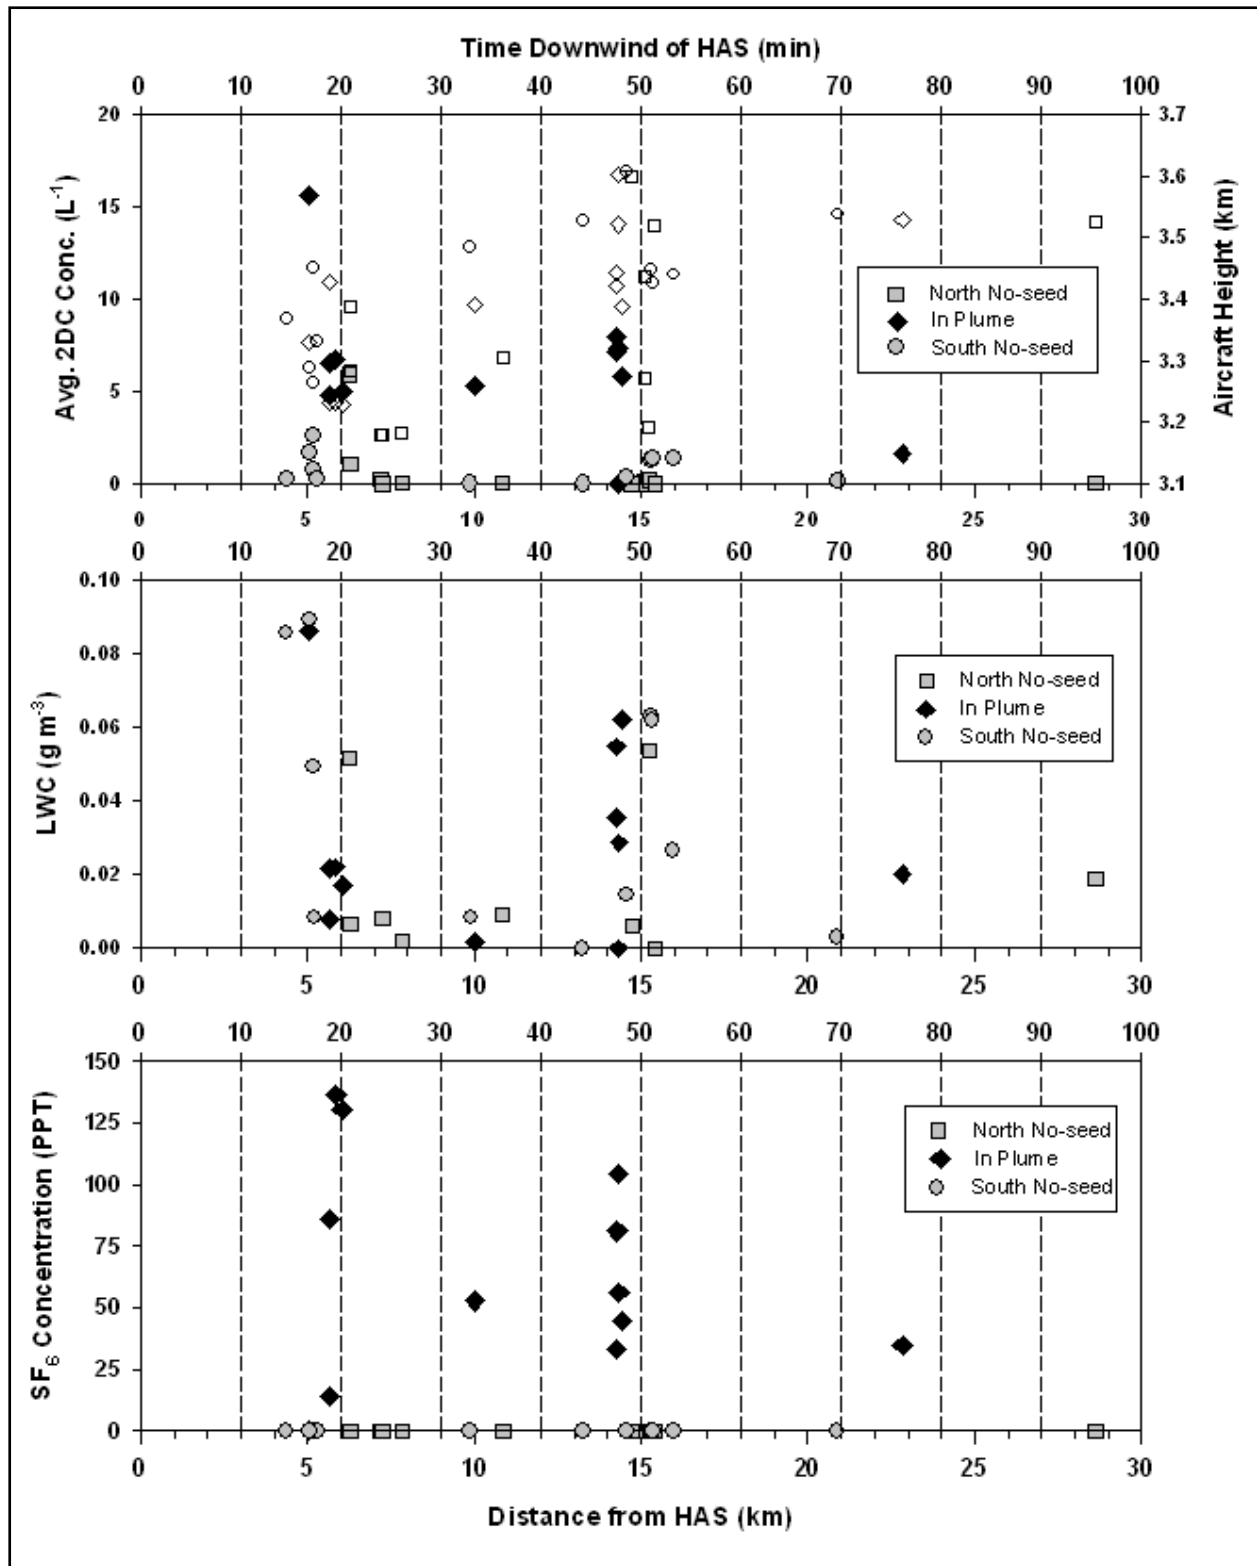 Time Downwind of HAS (min)
0 10 20 30 40 50 60 70 80 90 100
20 15 10 5 0
Avg. 2DC Conc. (L⁻¹)
3.7 3.6 3.5 3.4 3.3 3.2 3.1
Aircraft Height (km)
North No-seed
In Plume
South No-seed
0 5 10 15 20 25 30
0 10 20 30 40 50 60 70 80 90 100
0.10 0.08 0.06 0.04 0.02 0.00
LWC (g m⁻³)
North No-seed
In Plume
South No-seed
0 5 10 15 20 25 30
0 10 20 30 40 50 60 70 80 90 100
150 125 100 75 50 25 0
SF₆ Concentration (PPT)
North No-seed
In Plume
South No-seed
0 5 10 15 20 25 30
Distance from HAS (km)